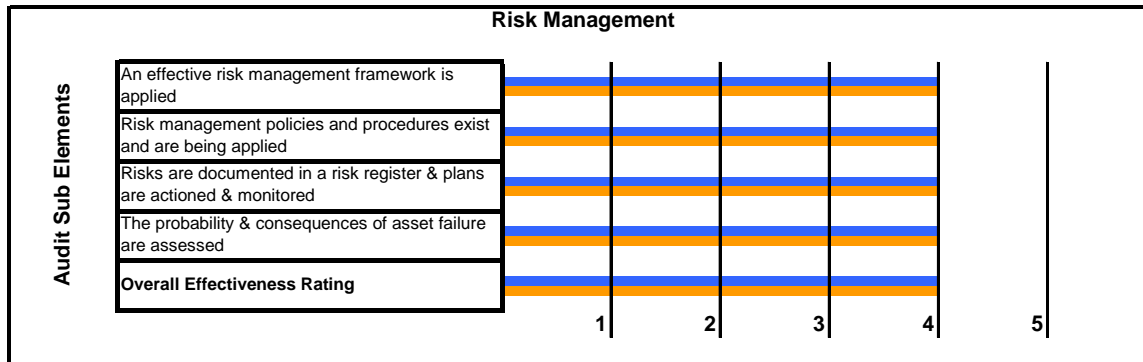 Risk Management
Audit Sub Elements
An effective risk management framework is
applied
Risk management policies and procedures exist
and are being applied
Risks are documented in a risk register & plans
are actioned & monitored
The probability & consequences of asset failure
are assessed
Overall Effectiveness Rating
1 2 3 4 5